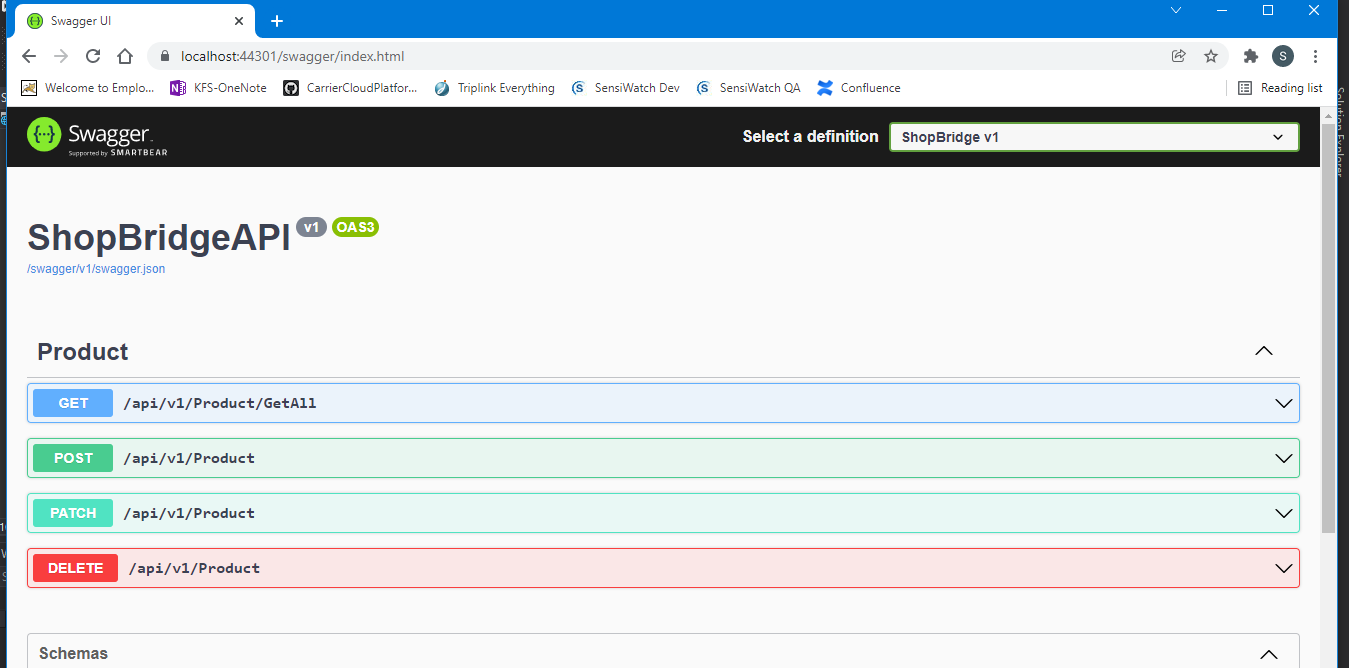 Swagger UI
localhost:44301/swagger/index.html
S
Welcome to Emplo...
KFS-OneNote
CarrierCloudPlatfor...
Triplink Everything
SensiWatch Dev
SensiWatch QA
Confluence
Reading list
Solution Explorer
Swagger
Supported by SMARTBEAR
Select a definition
ShopBridge v1
ShopBridgeAPI v1 OAS3
/swagger/v1/swagger.json
Product
GET /api/v1/Product/GetAll
POST /api/v1/Product
PATCH /api/v1/Product
DELETE /api/v1/Product
Schemas